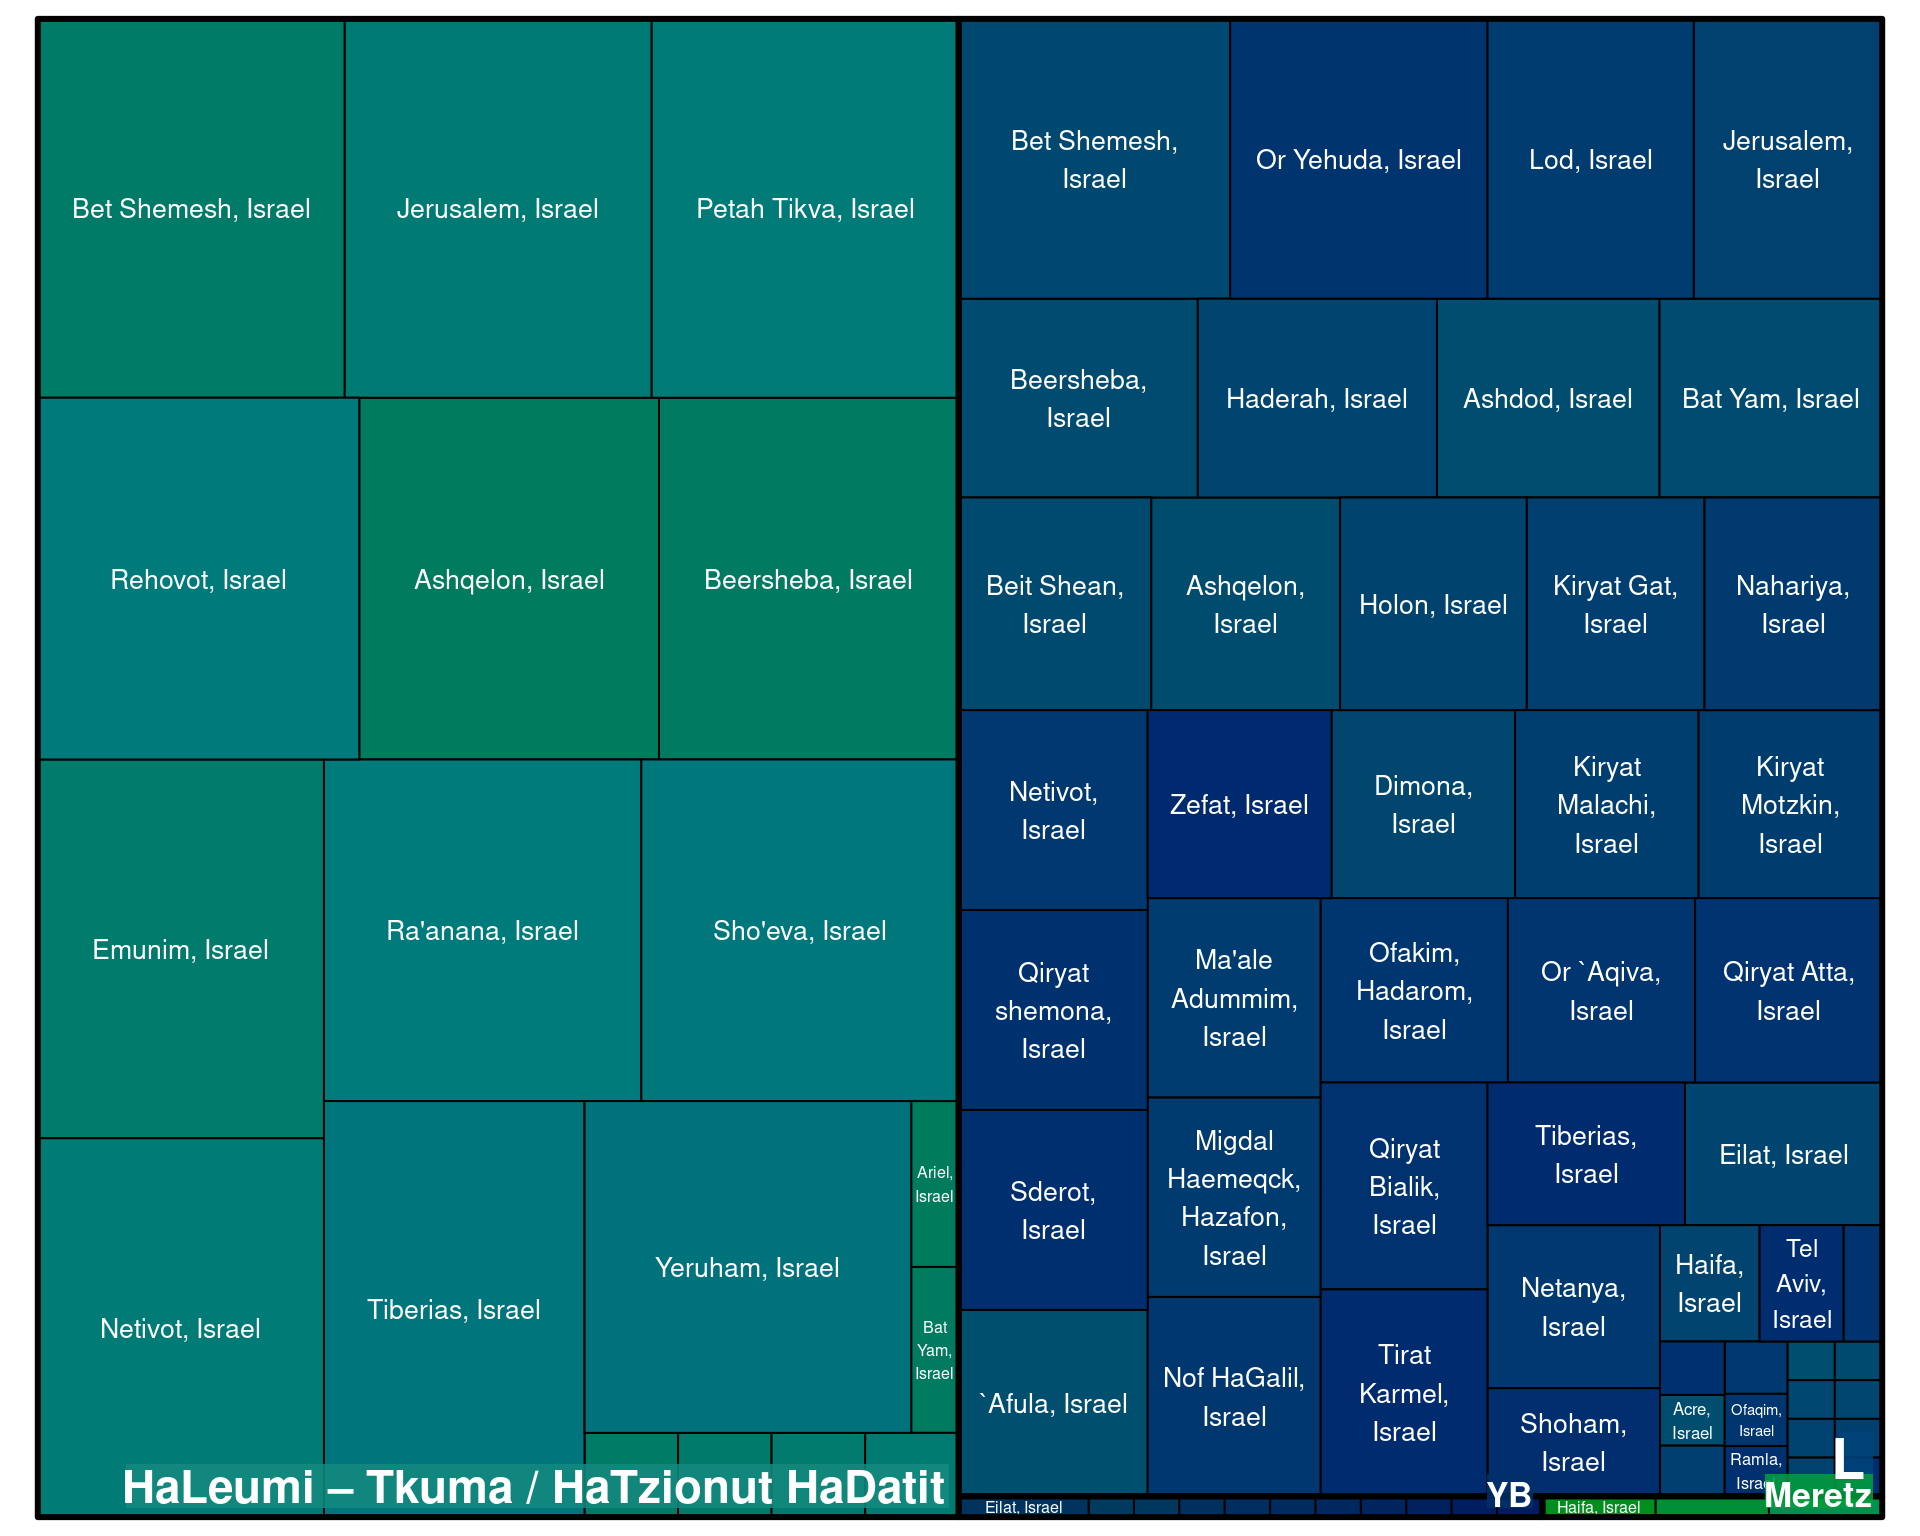 Bet Shemesh, Israel
Jerusalem, Israel
Petah Tikva, Israel
Rehovot, Israel
Ashqelon, Israel
Beersheba, Israel
Emunim, Israel
Ra'anana, Israel
Sho'eva, Israel
Netivot, Israel
Tiberias, Israel
Yeruham, Israel
Ariel,
Israel
Bat
Yam,
Israel
HaLeumi – Tkuma / HaTzionut HaDatit
Bet Shemesh,
Israel
Or Yehuda, Israel
Lod, Israel
Jerusalem,
Israel
Beersheba,
Israel
Haderah, Israel
Ashdod, Israel
Bat Yam, Israel
Beit Shean,
Israel
Ashqelon,
Israel
Holon, Israel
Kiryat Gat,
Israel
Nahariya,
Israel
Netivot,
Israel
Zefat, Israel
Dimona,
Israel
Kiryat
Malachi,
Israel
Kiryat
Motzkin,
Israel
Qiryat
shemona,
Israel
Ma'ale
Adummim,
Israel
Ofakim,
Hadarom,
Israel
Or `Aqiva,
Israel
Qiryat Atta,
Israel
Sderot,
Israel
Migdal
Haemeqck,
Hazafon,
Israel
Qiryat
Bialik,
Israel
Tiberias,
Israel
Eilat, Israel
`Afula, Israel
Nof HaGalil,
Israel
Tirat
Karmel,
Israel
Netanya,
Israel
Haifa,
Israel
Tel
Aviv,
Israel
Shoham,
Israel
Acre,
Israel
Ofaqim,
Israel
Ramla,
Israel
L
Eilat, Israel
YB
Haifa, Israel
Meretz